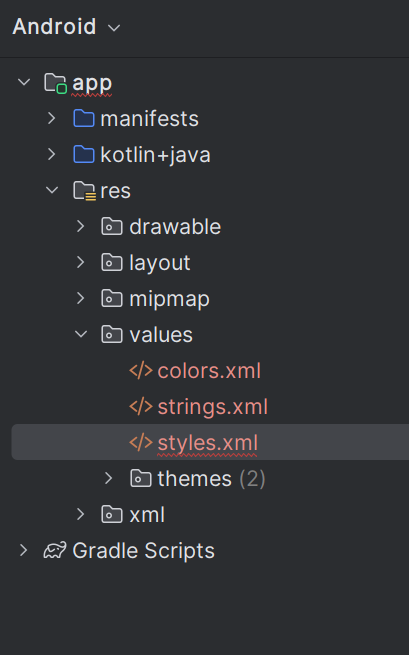 Android
app
manifests
kotlin+java
res
drawable
layout
mipmap
values
colors.xml
strings.xml
styles.xml
themes (2)
xml
Gradle Scripts